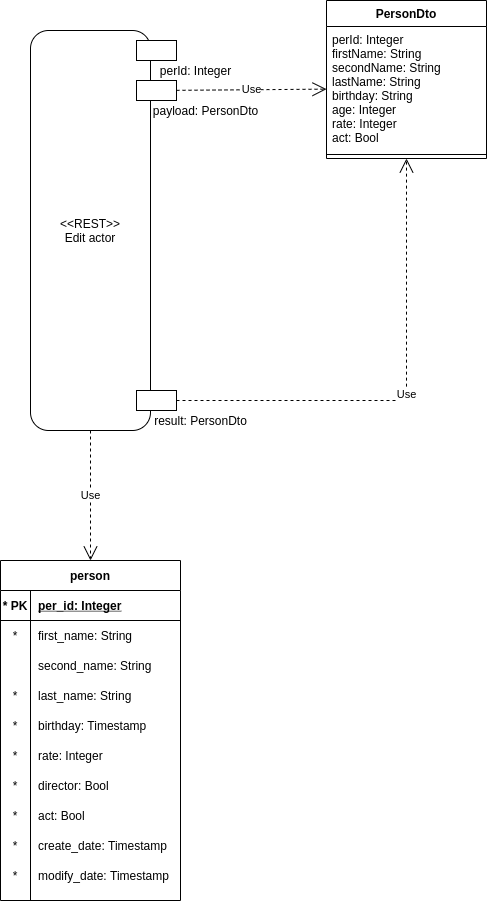 PersonDto
perId: Integer
firstName: String
secondName: String
lastName: String
birthday: String
age: Integer
rate: Integer
act: Bool
perId: Integer
Use
payload: PersonDto
<<REST>>
Edit actor
Use
result: PersonDto
Use
person
* PK per_id: Integer
* first_name: String
second_name: String
* last_name: String
* birthday: Timestamp
* rate: Integer
* director: Bool
* act: Bool
* create_date: Timestamp
* modify_date: Timestamp